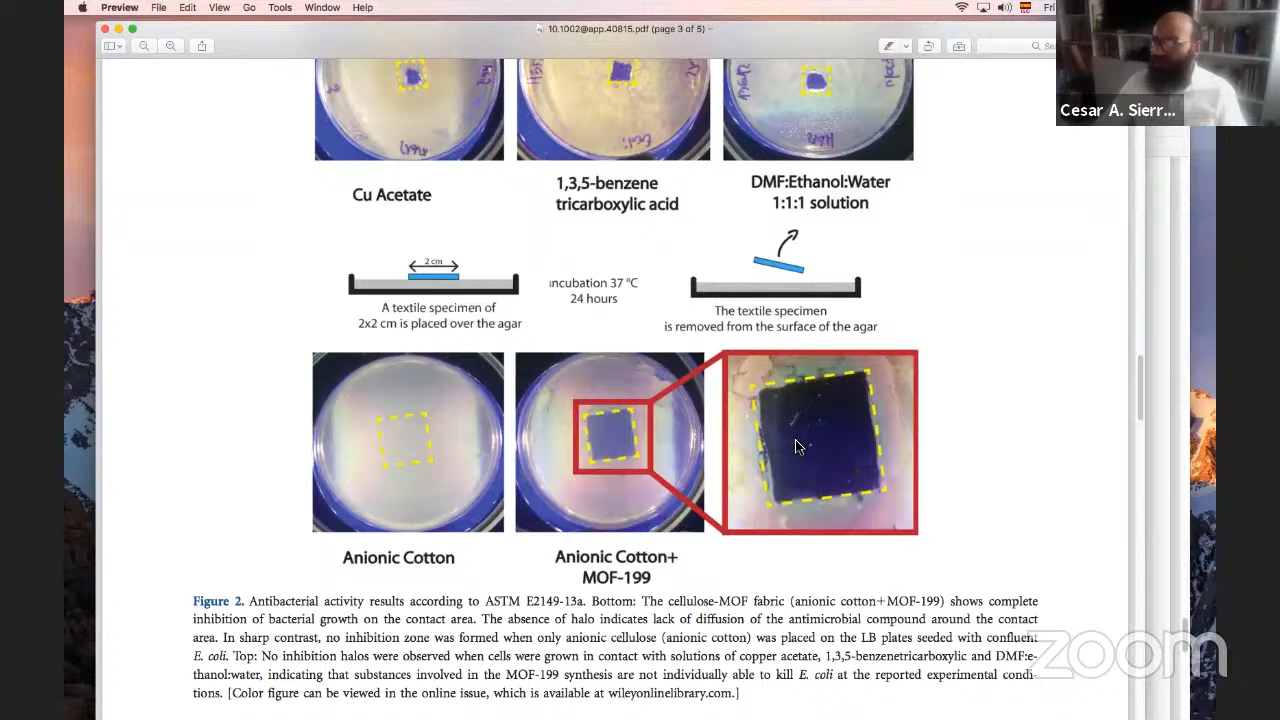 Preview File Edit View Go Tools Window Help
Fri
10.1002@app.40815.pdf (page 3 of 5)
Cesar A. Sierr...
Cu Acetate
1,3,5-benzene
tricarboxylic acid
DMF:Ethanol:Water
1:1:1 solution
2 cm
A textile specimen of
2x2 cm is placed over the agar
incubation 37 ºC
24 hours
The textile specimen
is removed from the surface of the agar
Anionic Cotton
Anionic Cotton+
MOF-199
Figure 2. Antibacterial activity results according to ASTM E2149-13a. Bottom: The cellulose-MOF fabric (anionic cotton+MOF-199) shows complete
inhibition of bacterial growth on the contact area. The absence of halo indicates lack of diffusion of the antimicrobial compound around the contact
area. In sharp contrast, no inhibition zone was formed when only anionic cellulose (anionic cotton) was placed on the LB plates seeded with confluent
E. coli. Top: No inhibition halos were observed when cells were grown in contact with solutions of copper acetate, 1,3,5-benzenetricarboxylic and DMF:e-
thanol:water, indicating that substances involved in the MOF-199 synthesis are not individually able to kill E. coli at the reported experimental condi-
tions. [Color figure can be viewed in the online issue, which is available at wileyonlinelibrary.com.]
zoom